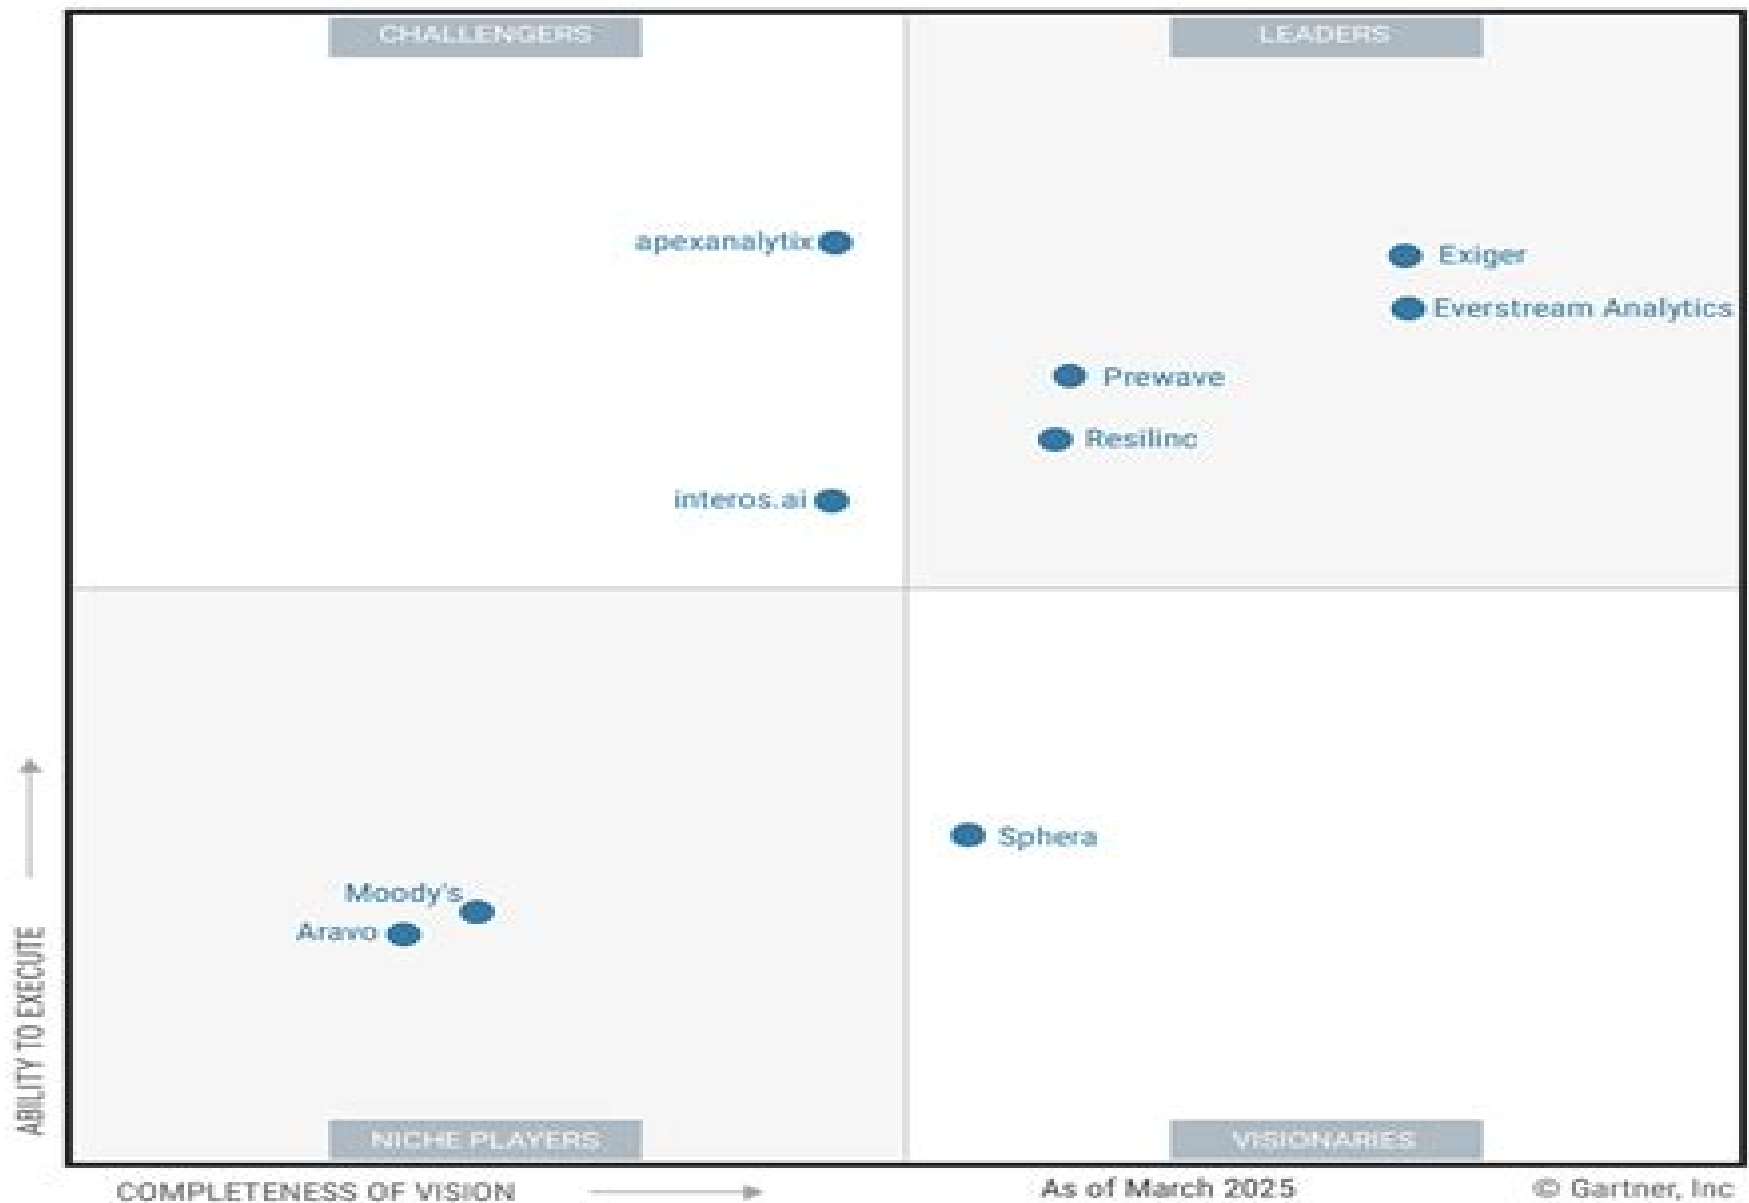 CHALLENGERS
LEADERS
apexanalytix
Exiger
Everstream Analytics
Prewave
Resilinc
interos.ai
Sphera
Moody's
Aravo
ABILITY TO EXECUTE
NICHE PLAYERS
VISIONARIES
COMPLETENESS OF VISION
As of March 2025
© Gartner, Inc